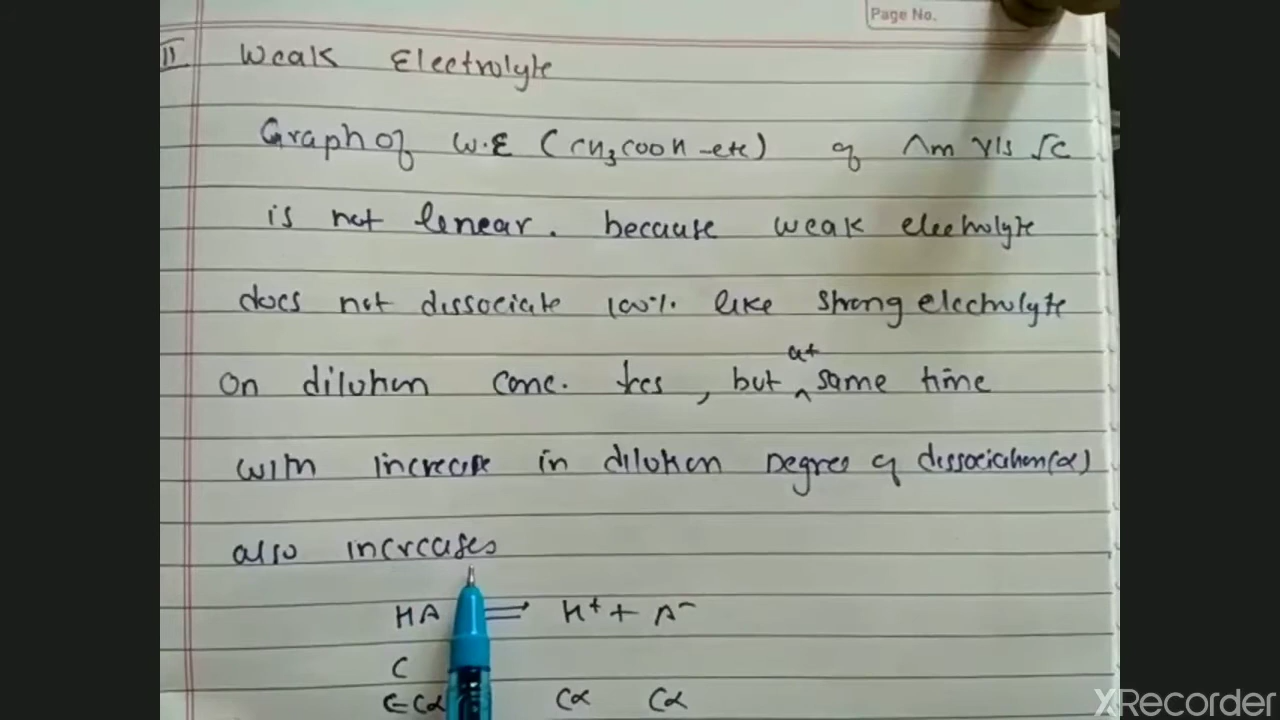 Page No.
II Weak Electrolyte
Graph of W.E (CH₃COOH etc) of Λm v/s √C
is not linear. because weak electrolyte
does not dissociate 100% like strong electrolyte
On dilution conc. ↓ces, but at same time
with increase in dilution Degree of dissociation (α)
also increases
HA ⇌ H⁺ + A⁻
C
C-Cα Cα Cα
XRecorder